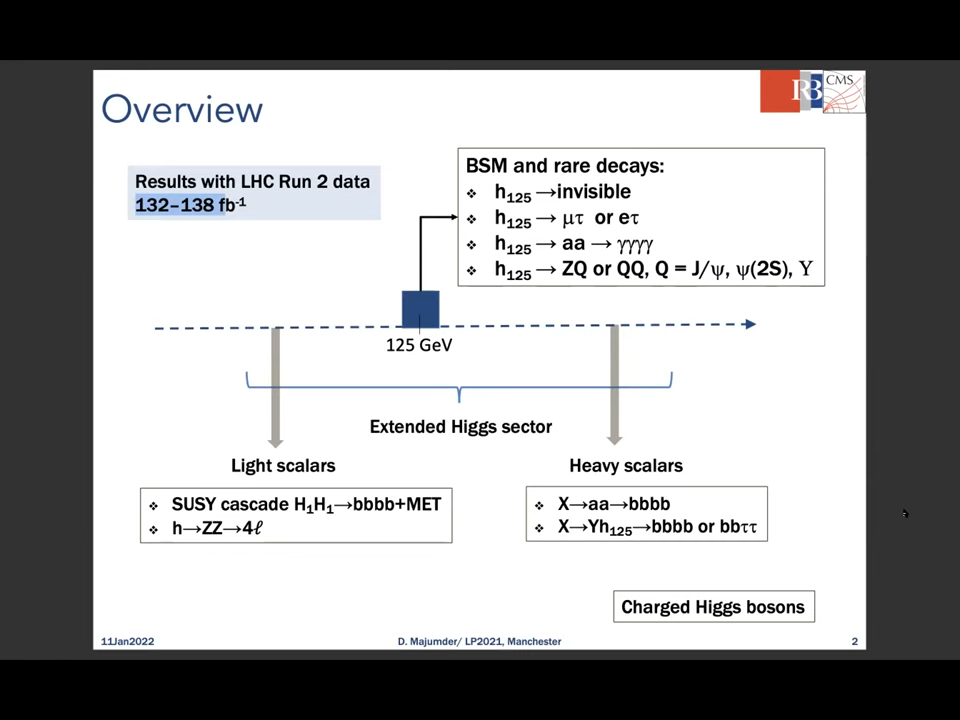 Overview
RB
CMS
Results with LHC Run 2 data
132–138 fb⁻¹
BSM and rare decays:
❖ h₁₂₅ →invisible
❖ h₁₂₅ → μτ or eτ
❖ h₁₂₅ → aa → γγγγ
❖ h₁₂₅ → ZQ or QQ, Q = J/ψ, ψ(2S), ϒ
125 GeV
Extended Higgs sector
Light scalars
Heavy scalars
❖ SUSY cascade H₁H₁→bbbb+MET
❖ h→ZZ→4ℓ
❖ X→aa→bbbb
❖ X→Yh₁₂₅→bbbb or bbττ
Charged Higgs bosons
11Jan2022
D. Majumder/ LP2021, Manchester
2